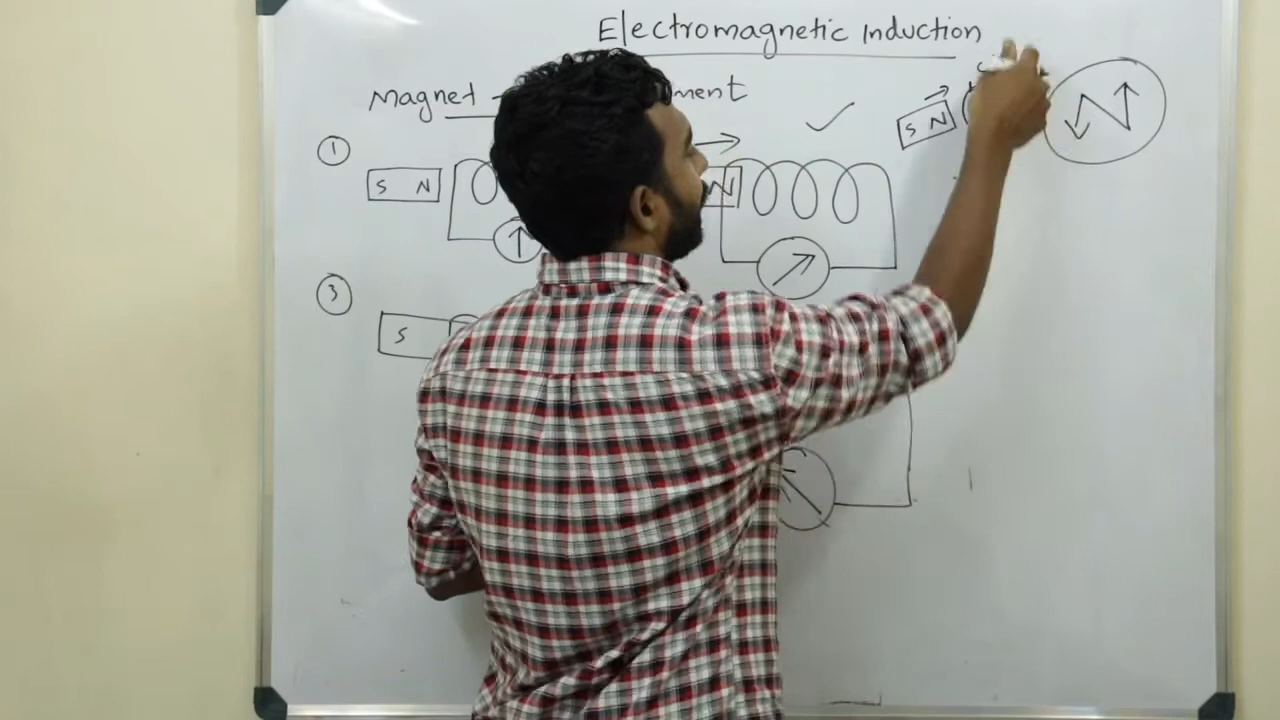 Electromagnetic Induction
Magnet
ment
S N
①
S N
N
③
S
N